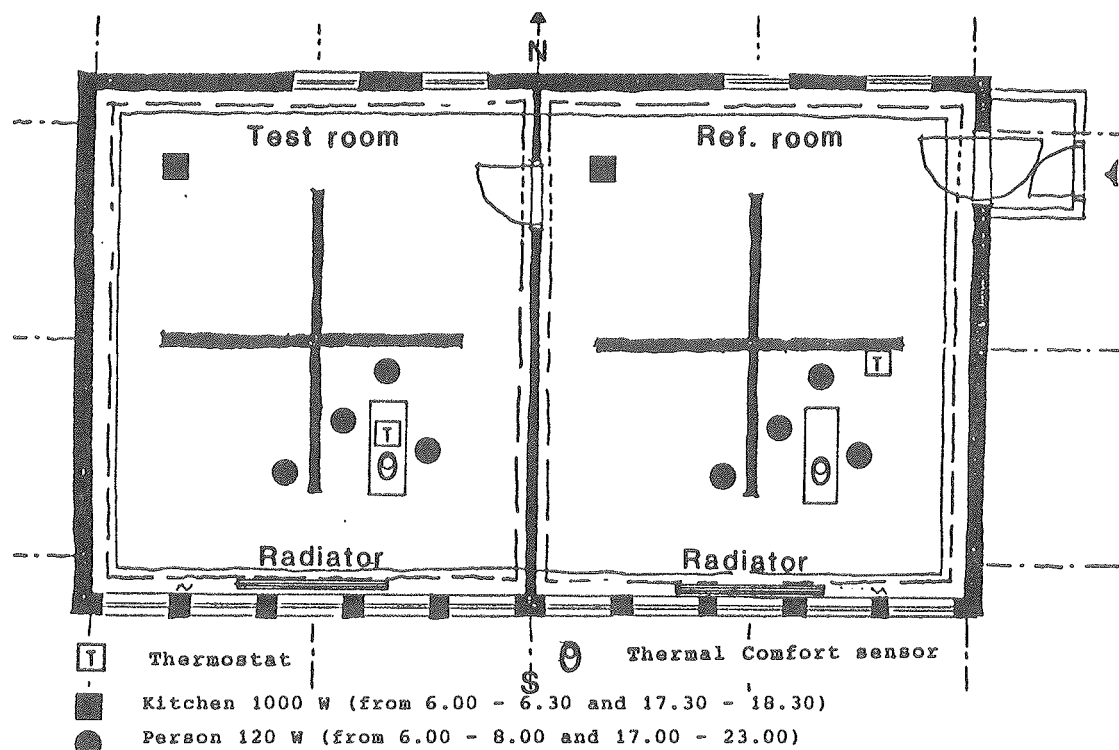 N
Test room
Ref. room
T
T
Radiator
Radiator
T Thermostat
Thermal Comfort sensor
S
Kitchen 1000 W (from 6.00 - 6.30 and 17.30 - 18.30)
Person 120 W (from 6.00 - 8.00 and 17.00 - 23.00)